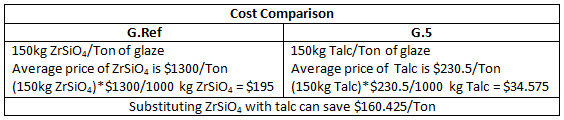 Cost Comparison
G.Ref
150kg ZrSiO₄/Ton of glaze
Average price of ZrSiO₄ is $1300/Ton
(150kg ZrSiO₄)*$1300/1000 kg ZrSiO₄ = $195
G.5
150kg Talc/Ton of glaze
Average price of Talc is $230.5/Ton
(150kg Talc)*$230.5/1000 kg Talc = $34.575
Substituting ZrSiO₄ with talc can save $160.425/Ton